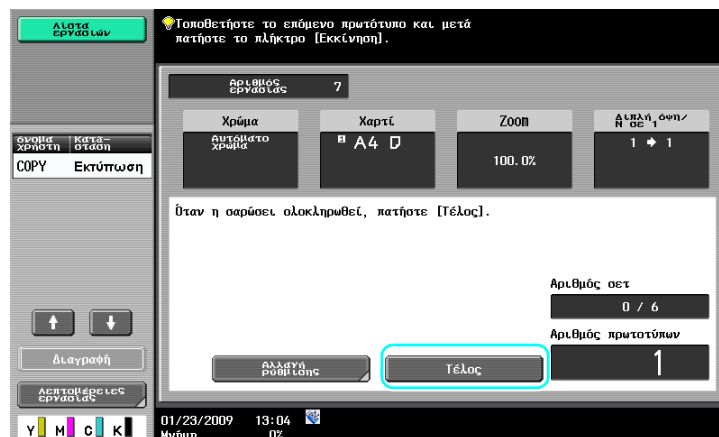 Λιστα
εργασιών
Τοποθετήστε το επόμενο πρωτότυπο και μετά
πατήστε το πλήκτρο [Εκκίνηση].
Αριθμός
εργασίας 7
Χρώμα
Αυτόματο
χρώμα
Χαρτί
A4
Zoom
100.0%
Διπλή όψη/
N σε 1
1 → 1
όνομα
χρήστη
Κατά-
σταση
COPY Εκτύπωση
Όταν η σαρώσει ολοκληρωθεί, πατήστε [Τέλος].
Αριθμός σετ
0 / 6
Αριθμός πρωτοτύπων
1
Αλλαγή
ρύθμισης
Τέλος
Διαγραφή
Λεπτομέρειες
εργασίας
Y M C K
01/23/2009 13:04
Μνήμη 0%